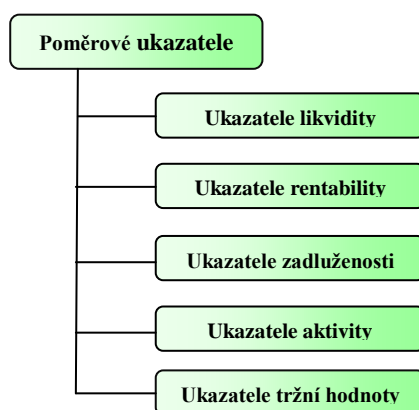 Poměrové ukazatele
Ukazatele likvidity
Ukazatele rentability
Ukazatele zadluženosti
Ukazatele aktivity
Ukazatele tržní hodnoty